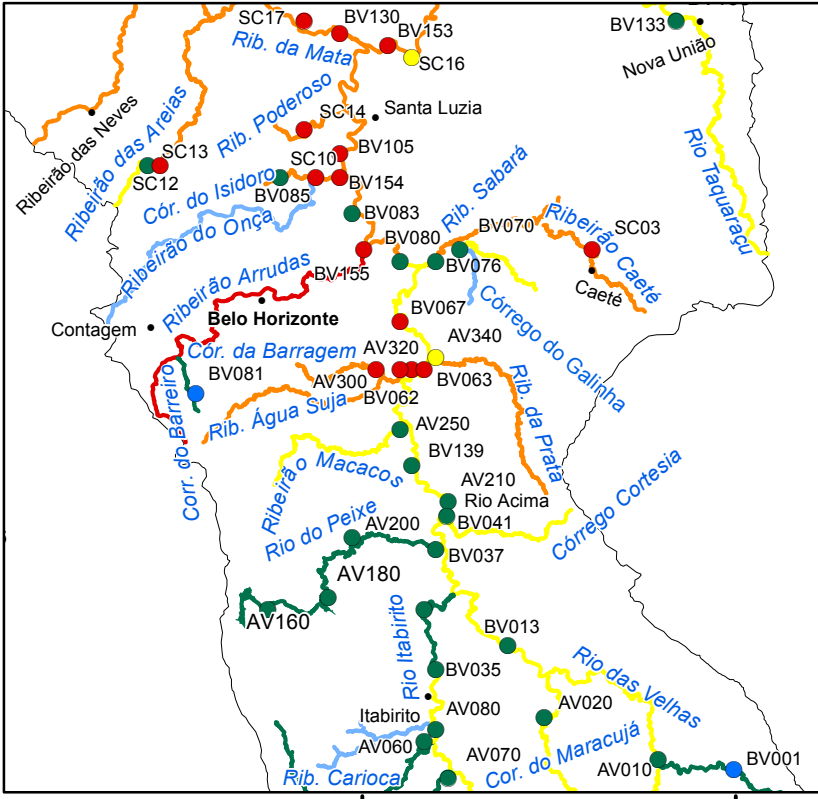 SC17
BV130
BV153
BV133
Rib. da Mata
SC16
Nova União
Ribeirão das Neves
Ribeirão das Areias
Rib. Poderoso
SC14
Santa Luzia
Rio Taquaraçu
SC13
SC12
SC10
BV105
Cór. do Isidoro
BV085
BV154
Rib. Sabará
BV083
BV070
Ribeirão Caeté
SC03
Ribeirão do Onça
BV080
BV076
BV155
Caeté
Ribeirão Arrudas
Belo Horizonte
BV067
Córrego do Galinha
Contagem
Cór. da Barragem
AV320
AV340
AV300
BV063
BV081
BV062
Rib. da Prata
Corr. do Barreiro
Rib. Água Suja
AV250
BV139
Ribeirão Macacos
AV210
Rio Acima
Córrego Cortesia
BV041
Rio do Peixe
AV200
BV037
AV180
AV160
Rio Itabirito
BV013
BV035
Rio das Velhas
Itabirito
AV080
AV020
AV060
AV070
Cor. do Maracujá
AV010
BV001
Rib. Carioca